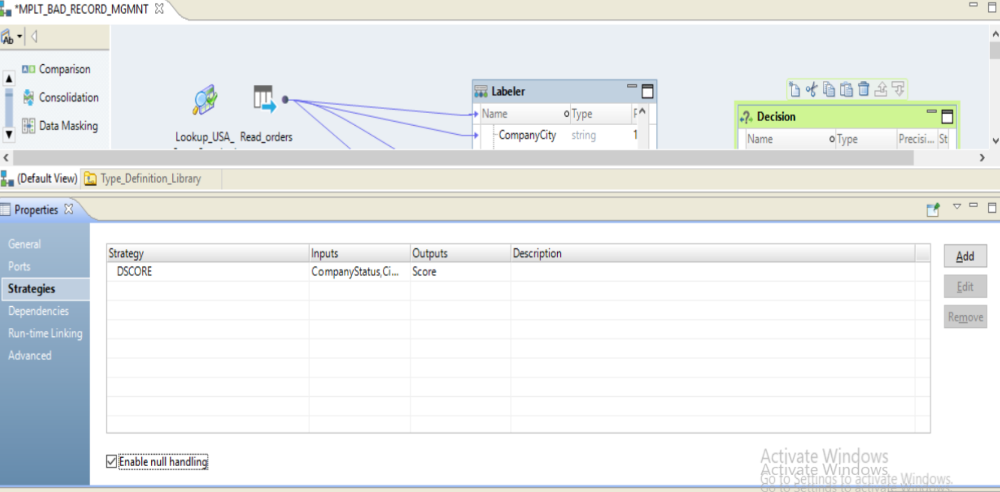 *MPLT_BAD_RECORD_MGMNT
Ab
Comparison
Consolidation
Data Masking
Lookup_USA_ Read_orders
Labeler
Name Type
CompanyCity string 1
Decision
Name Type Precisi... St
(Default View) Type_Definition_Library
Properties
General
Ports
Strategies
Dependencies
Run-time Linking
Advanced
Strategy Inputs Outputs Description
DSCORE CompanyStatus,Ci... Score
Add
Edit
Remove
Enable null handling
Activate Windows
Activate Windows
Go to Settings to activate Windows.
Go to Settings to activate Windows.